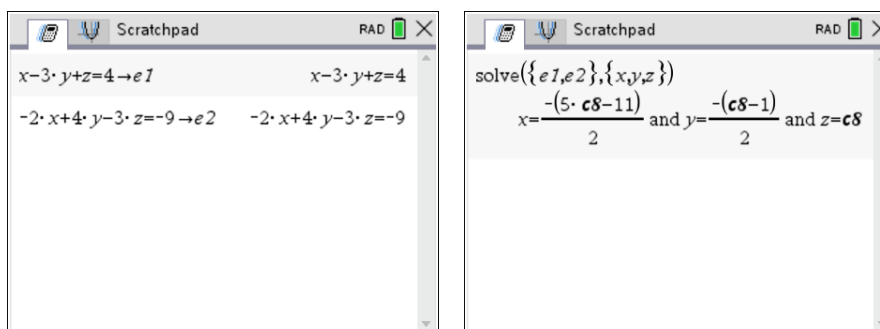 Scratchpad RAD
x−3·y+z=4→e1 x−3·y+z=4
-2·x+4·y−3·z=-9→e2 -2·x+4·y−3·z=-9
Scratchpad RAD
solve({e1,e2},{x,y,z})
x=-(5·c8−11)/2 and y=-(c8−1)/2 and z=c8